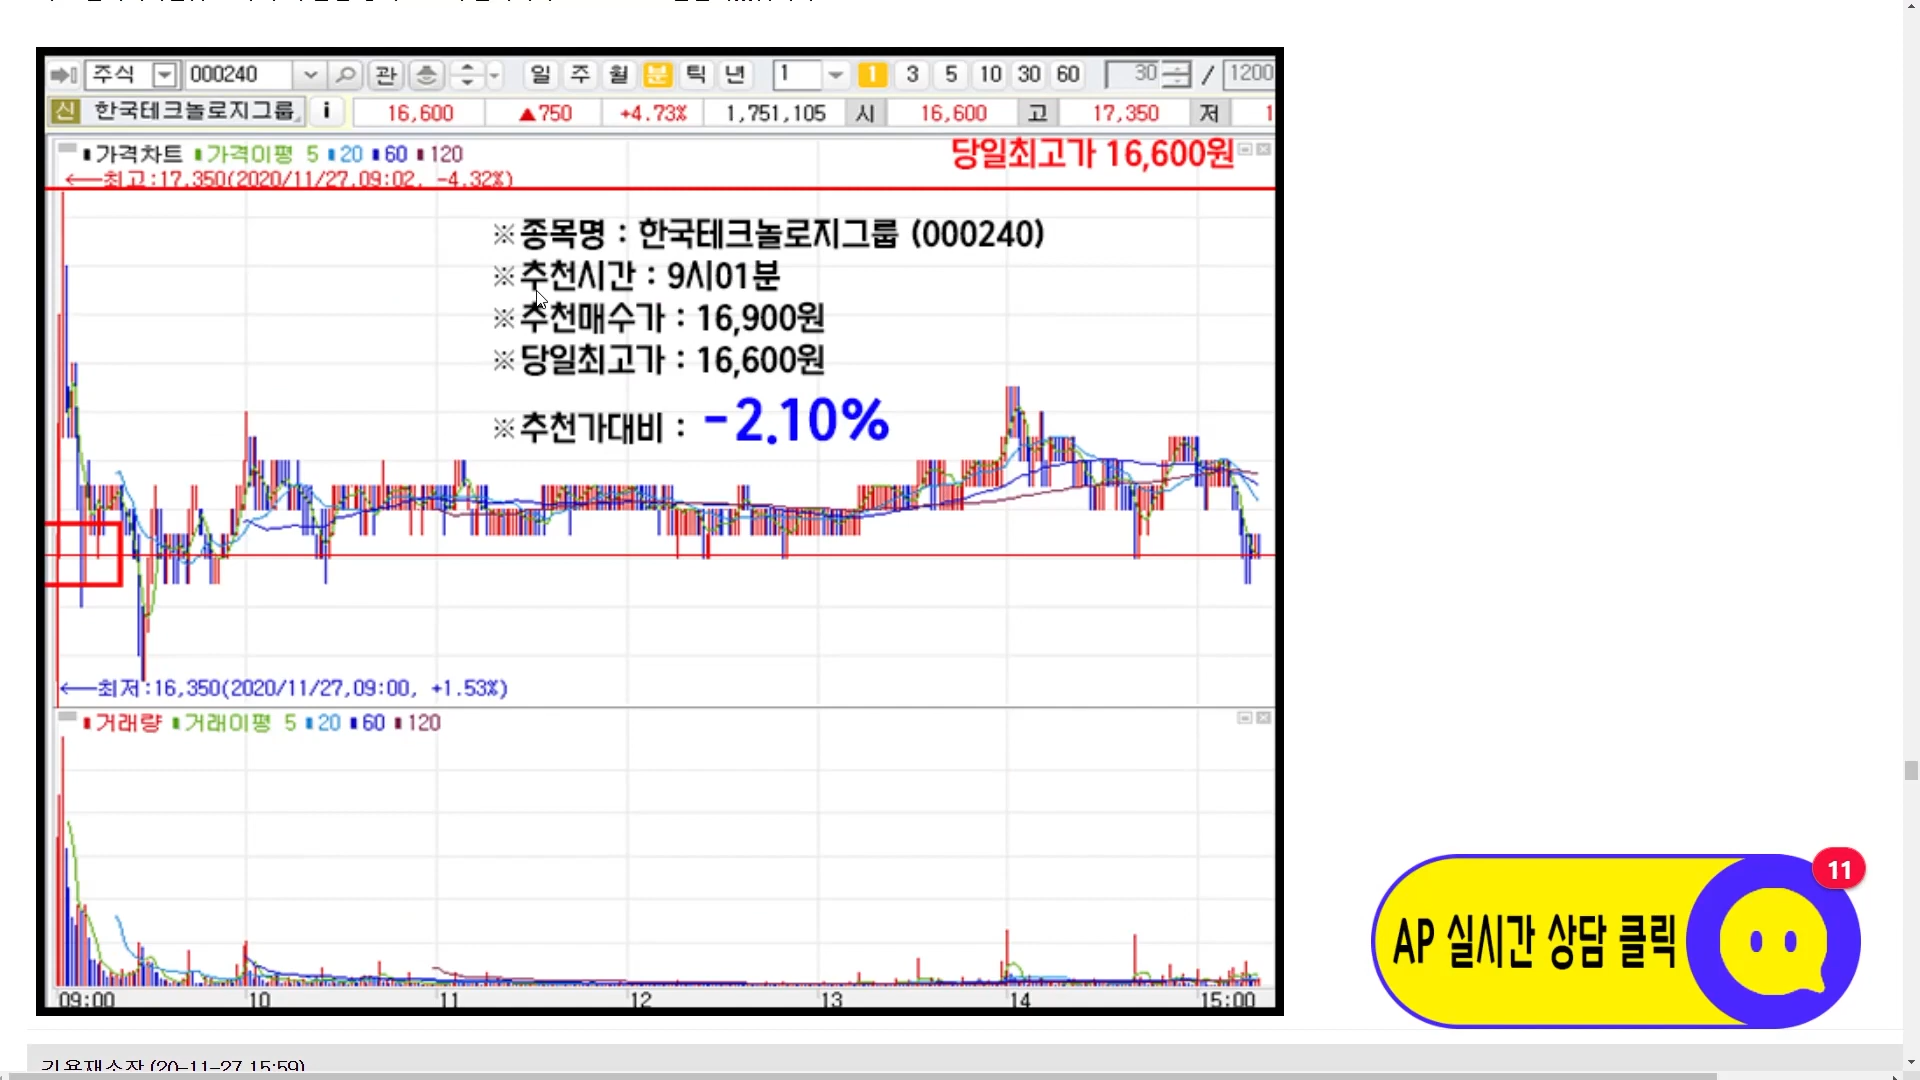 주식 000240 관 일 주 월 분 틱 년 1 1 3 5 10 30 60 30 / 1200
신 한국테크놀로지그룹 i 16,600 ▲750 +4.73% 1,751,105 시 16,600 고 17,350 저
가격차트 가격이평 5 20 60 120
당일최고가 16,600원
←최고:17,350(2020/11/27,09:02, -4.32%)
※종목명 : 한국테크놀로지그룹 (000240)
※추천시간 : 9시01분
※추천매수가 : 16,900원
※당일최고가 : 16,600원
※추천가대비 : -2.10%
←최저:16,350(2020/11/27,09:00, +1.53%)
거래량 거래이평 5 20 60 120
09:00 10 11 12 13 14 15:00
11
AP 실시간 상담 클릭
(20-11-27 15:59)